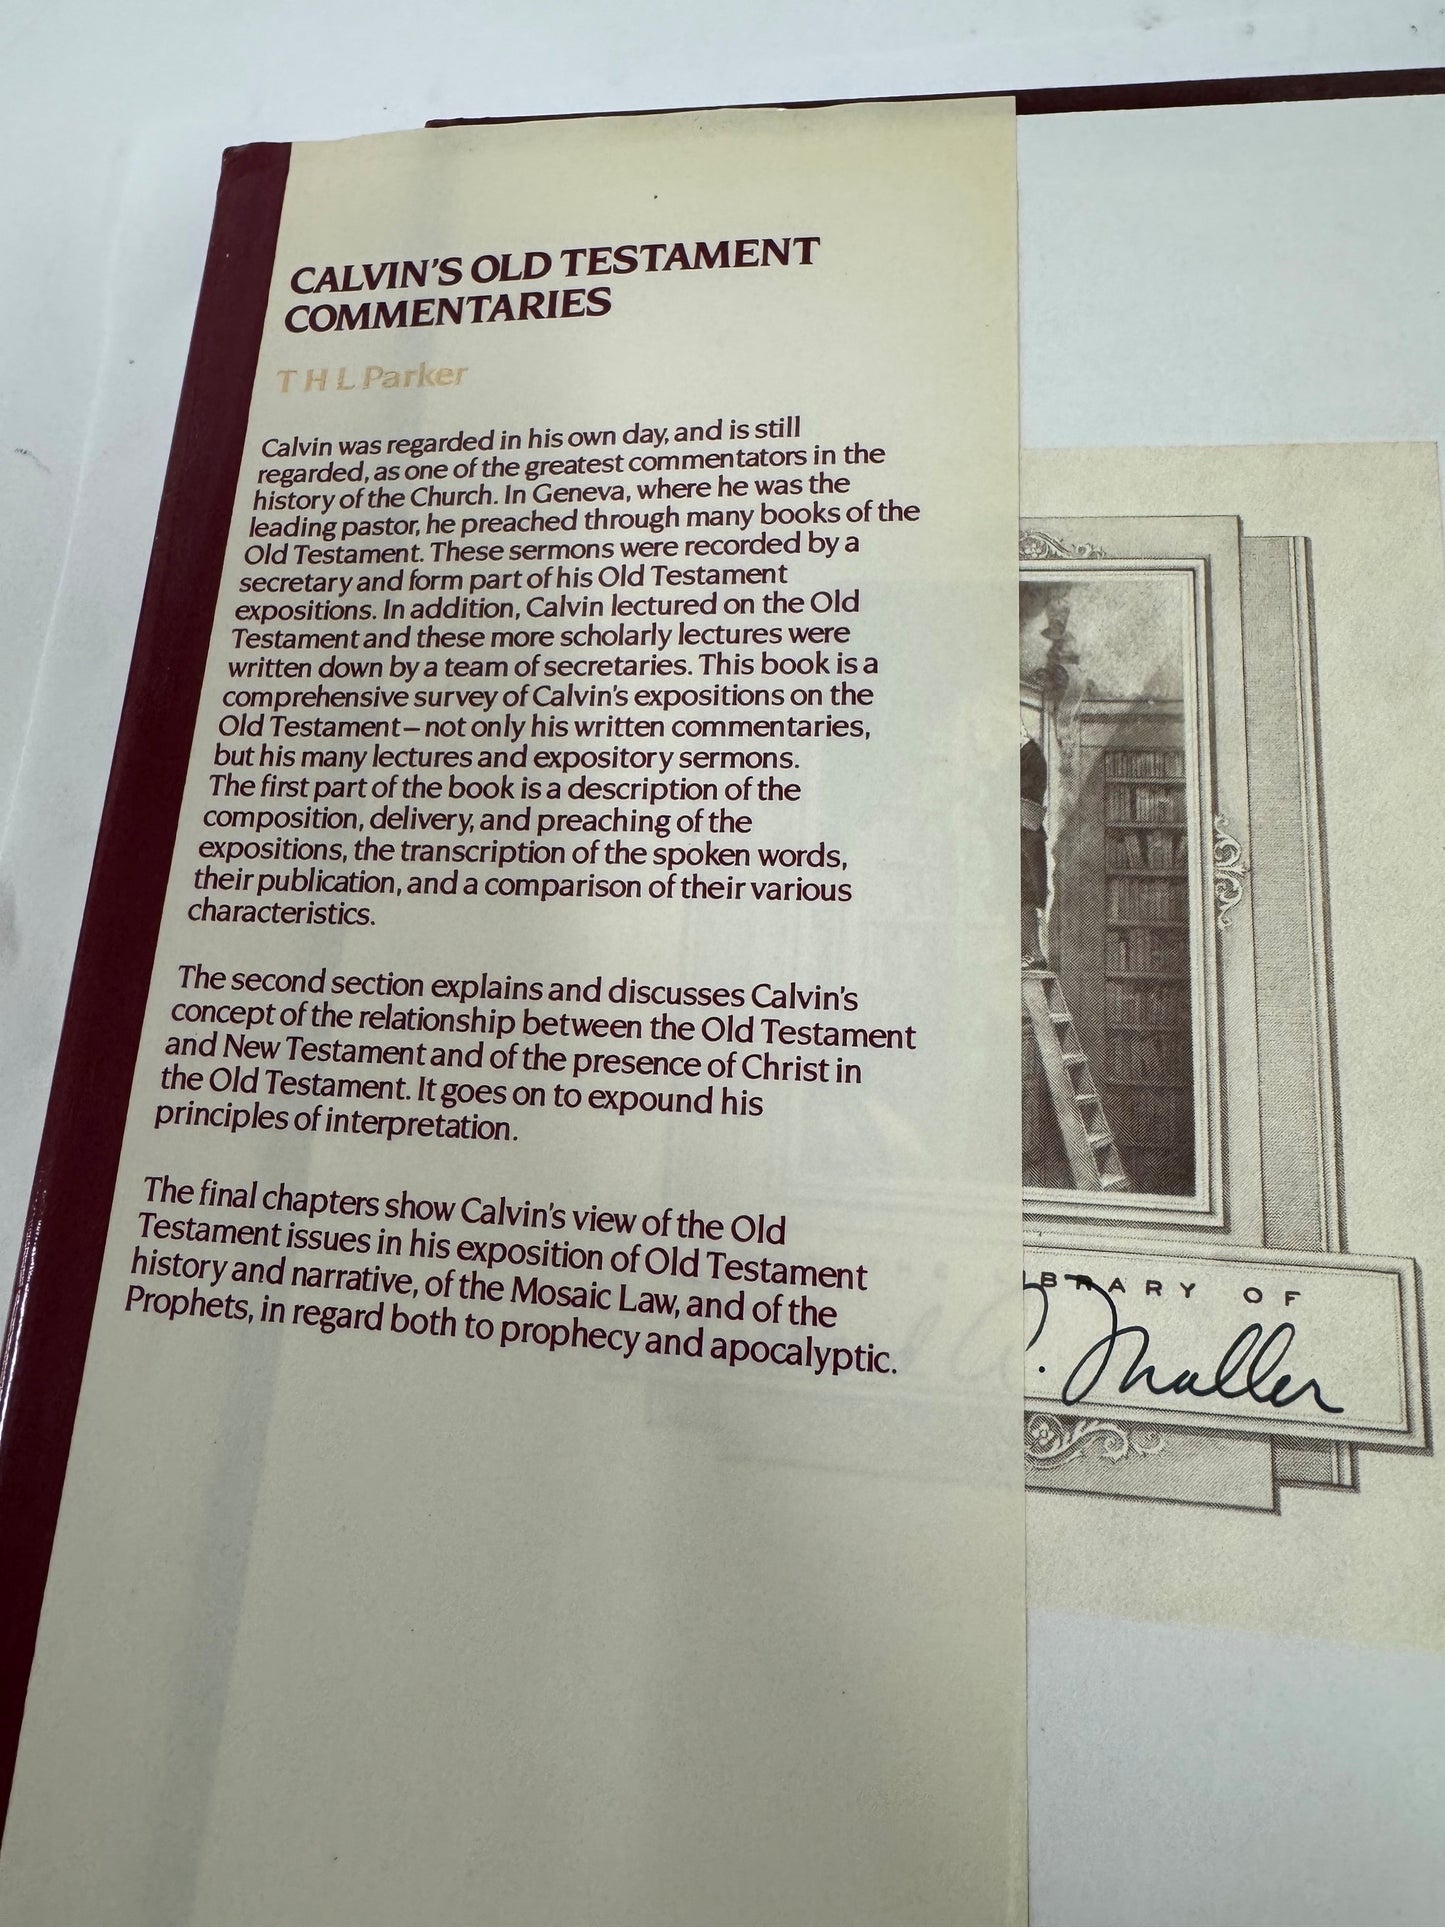 CALVIN'S OLD TESTAMENT
COMMENTARIES
T H L Parker
Calvin was regarded in his own day, and is still
regarded, as one of the greatest commentators in the
history of the Church. In Geneva, where he was the
leading pastor, he preached through many books of the
Old Testament. These sermons were recorded by a
secretary and form part of his Old Testament
expositions. In addition, Calvin lectured on the Old
Testament and these more scholarly lectures were
written down by a team of secretaries. This book is a
comprehensive survey of Calvin's expositions on the
Old Testament – not only his written commentaries,
but his many lectures and expository sermons.
The first part of the book is a description of the
composition, delivery, and preaching of the
expositions, the transcription of the spoken words,
their publication, and a comparison of their various
characteristics.
The second section explains and discusses Calvin's
concept of the relationship between the Old Testament
and New Testament and of the presence of Christ in
the Old Testament. It goes on to expound his
principles of interpretation.
The final chapters show Calvin's view of the Old
Testament issues in his exposition of Old Testament
history and narrative, of the Mosaic Law, and of the
Prophets, in regard both to prophecy and apocalyptic.
BRARY OF